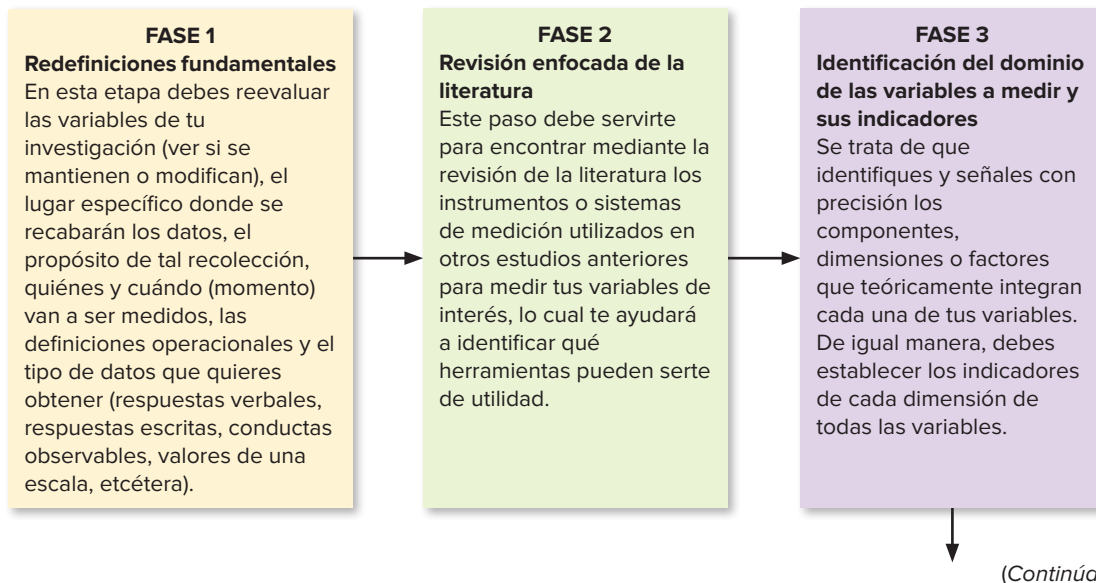 FASE 1
Redefiniciones fundamentales
En esta etapa debes reevaluar
las variables de tu
investigación (ver si se
mantienen o modifican), el
lugar específico donde se
recabarán los datos, el
propósito de tal recolección,
quiénes y cuándo (momento)
van a ser medidos, las
definiciones operacionales y el
tipo de datos que quieres
obtener (respuestas verbales,
respuestas escritas, conductas
observables, valores de una
escala, etcétera).
FASE 2
Revisión enfocada de la
literatura
Este paso debe servirte
para encontrar mediante la
revisión de la literatura los
instrumentos o sistemas
de medición utilizados en
otros estudios anteriores
para medir tus variables de
interés, lo cual te ayudará
a identificar qué
herramientas pueden serte
de utilidad.
FASE 3
Identificación del dominio
de las variables a medir y
sus indicadores
Se trata de que
identifiques y señales con
precisión los
componentes,
dimensiones o factores
que teóricamente integran
cada una de tus variables.
De igual manera, debes
establecer los indicadores
de cada dimensión de
todas las variables.
(Continúa